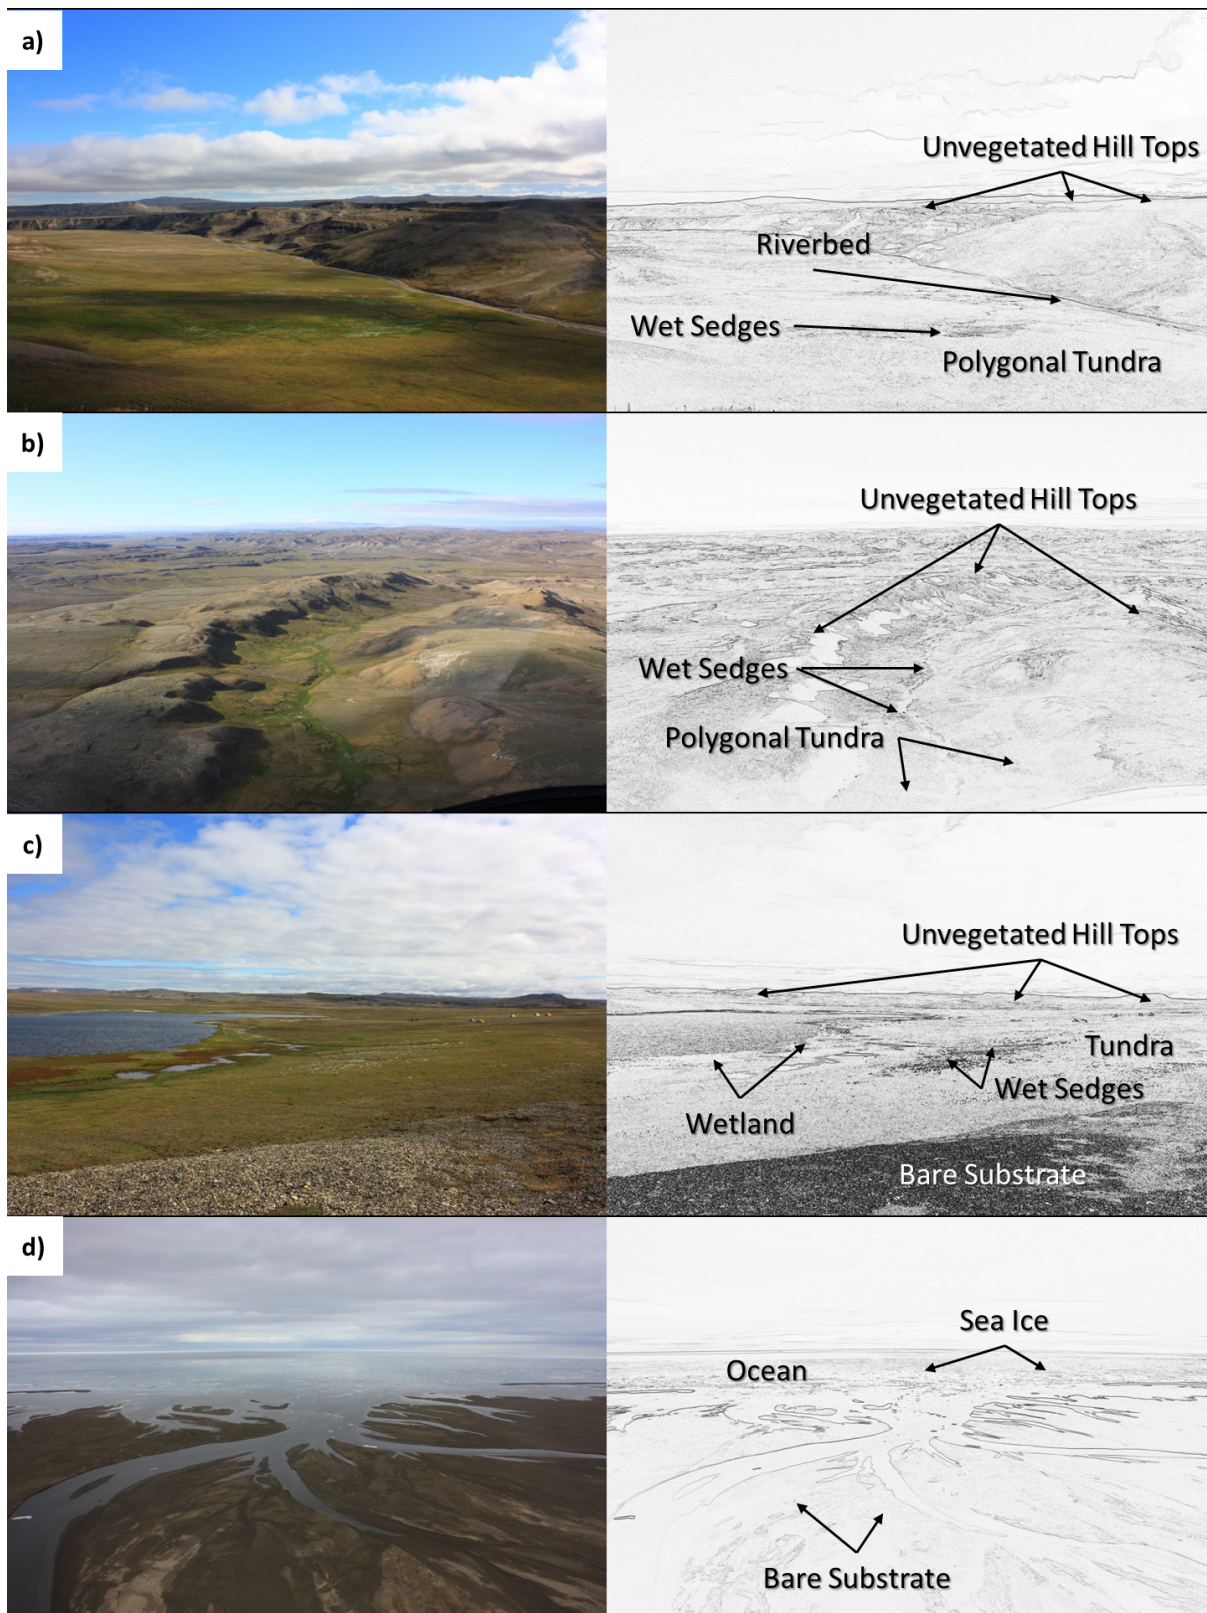 a)
Unvegetated Hill Tops
Riverbed
Wet Sedges
Polygonal Tundra
b)
Unvegetated Hill Tops
Wet Sedges
Polygonal Tundra
c)
Unvegetated Hill Tops
Tundra
Wet Sedges
Wetland
Bare Substrate
d)
Sea Ice
Ocean
Bare Substrate